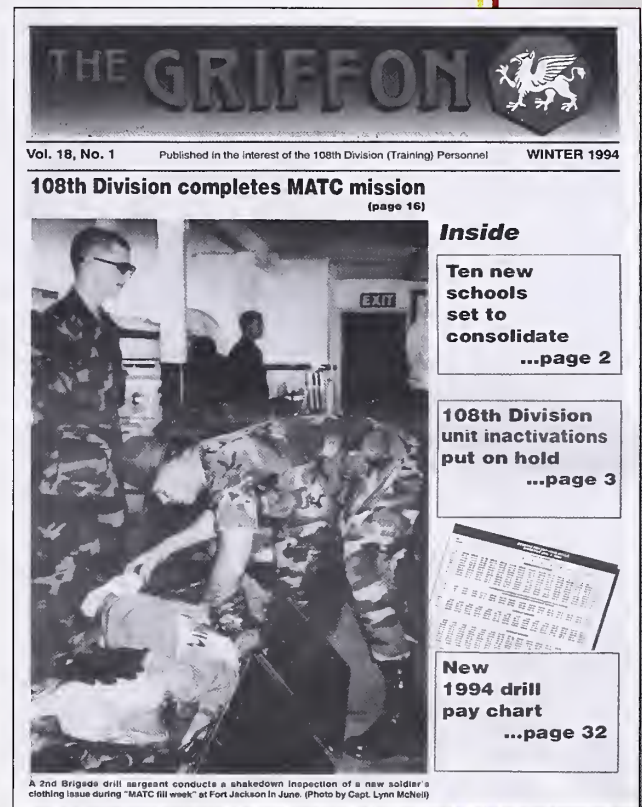 THE GRIFFON
Vol. 18, No. 1 Published in the interest of the 108th Division (Training) Personnel WINTER 1994
108th Division completes MATC mission
(page 16)
EXIT
Inside
Ten new
schools
set to
consolidate
...page 2
108th Division
unit inactivations
put on hold
...page 3
New
1994 drill
pay chart
...page 32
A 2nd Brigade drill sergeant conducts a shakedown inspection of a new soldier's
clothing issue during "MATC fill week" at Fort Jackson in June. (Photo by Capt. Lynn McNeil)